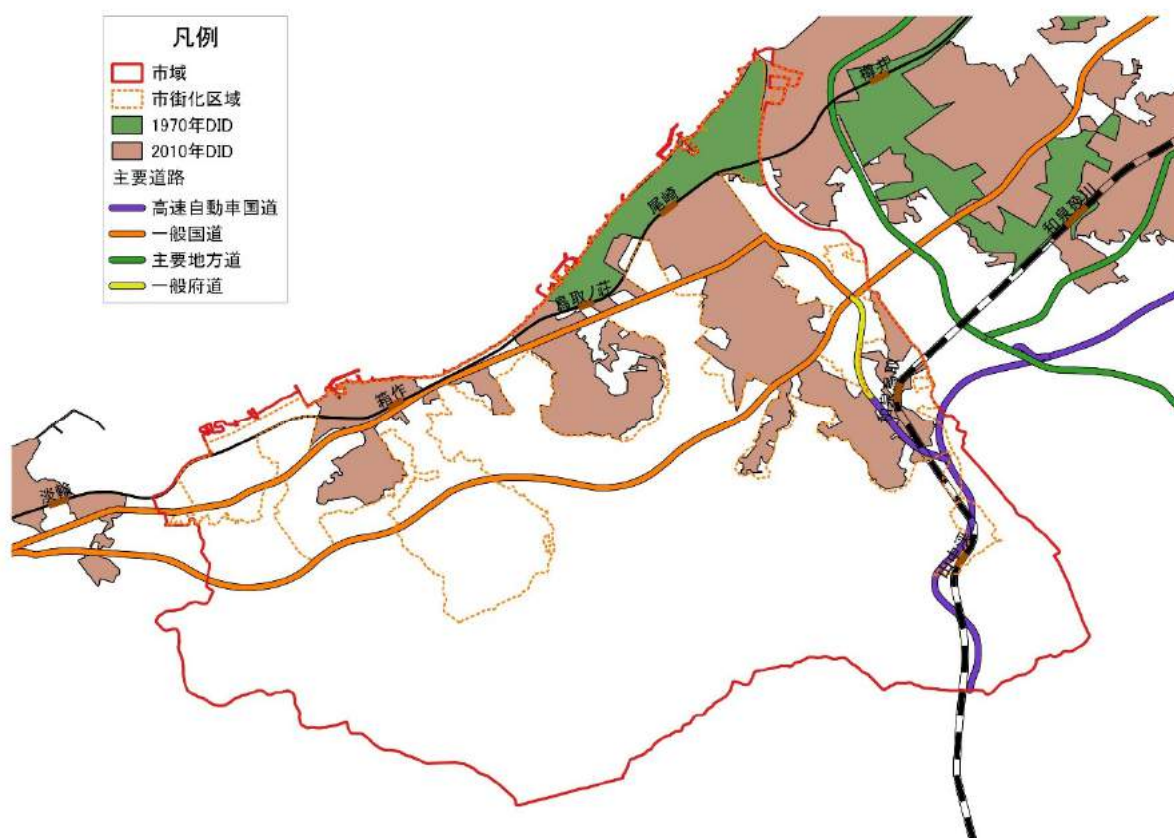 凡例
市域
市街化区域
1970年DID
2010年DID
主要道路
高速自動車国道
一般国道
主要地方道
一般府道
樽井
尾崎
和泉砂川
鳥取ノ荘
箱作
淡輪